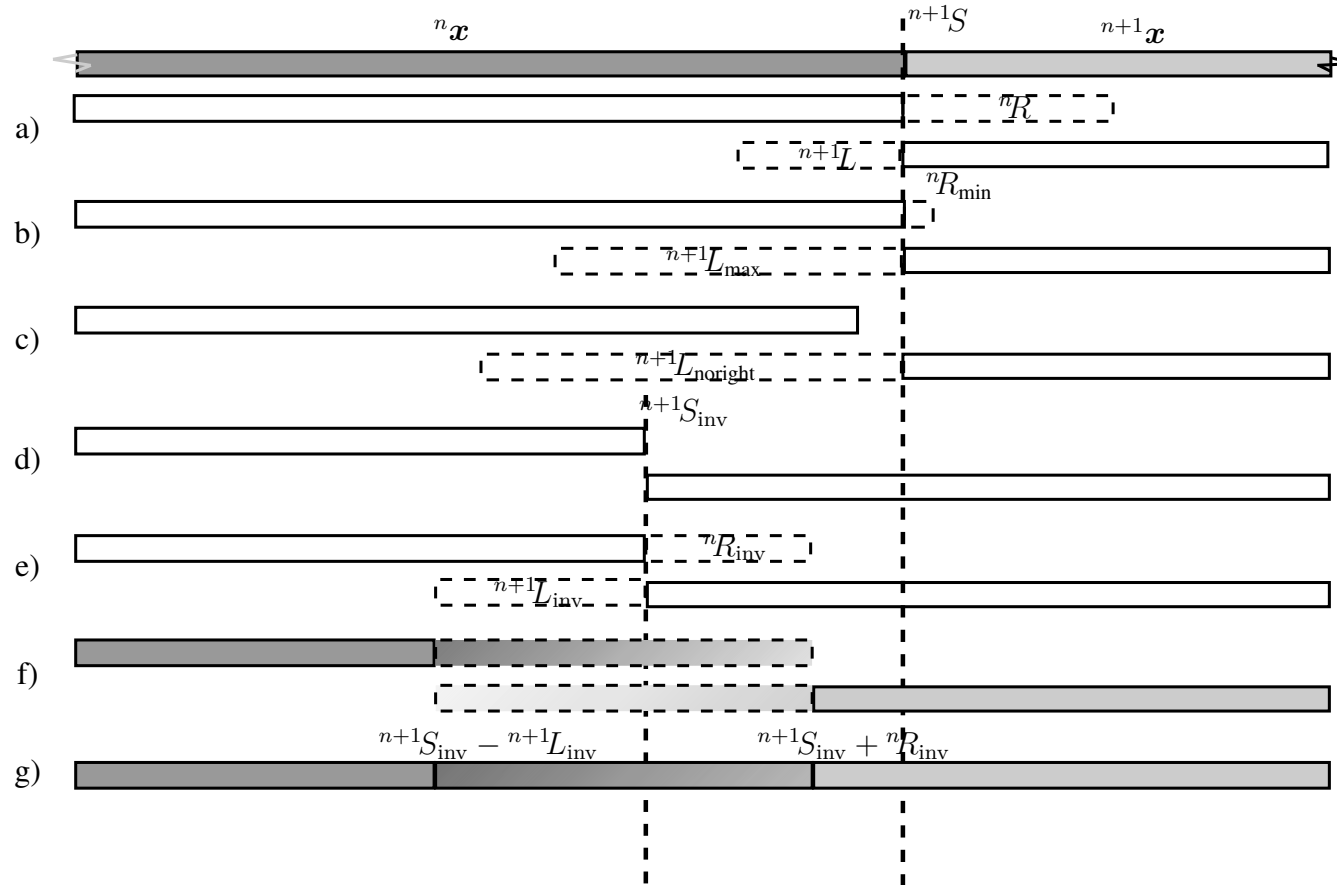 ⁿx
ⁿ⁺¹S
ⁿ⁺¹x
a)
ⁿR
ⁿ⁺¹L
ⁿR_min
b)
ⁿ⁺¹L_max
c)
ⁿ⁺¹L_noright
ⁿ⁺¹S_inv
d)
e)
ⁿR_inv
ⁿ⁺¹L_inv
f)
ⁿ⁺¹S_inv − ⁿ⁺¹L_inv
ⁿ⁺¹S_inv + ⁿR_inv
g)